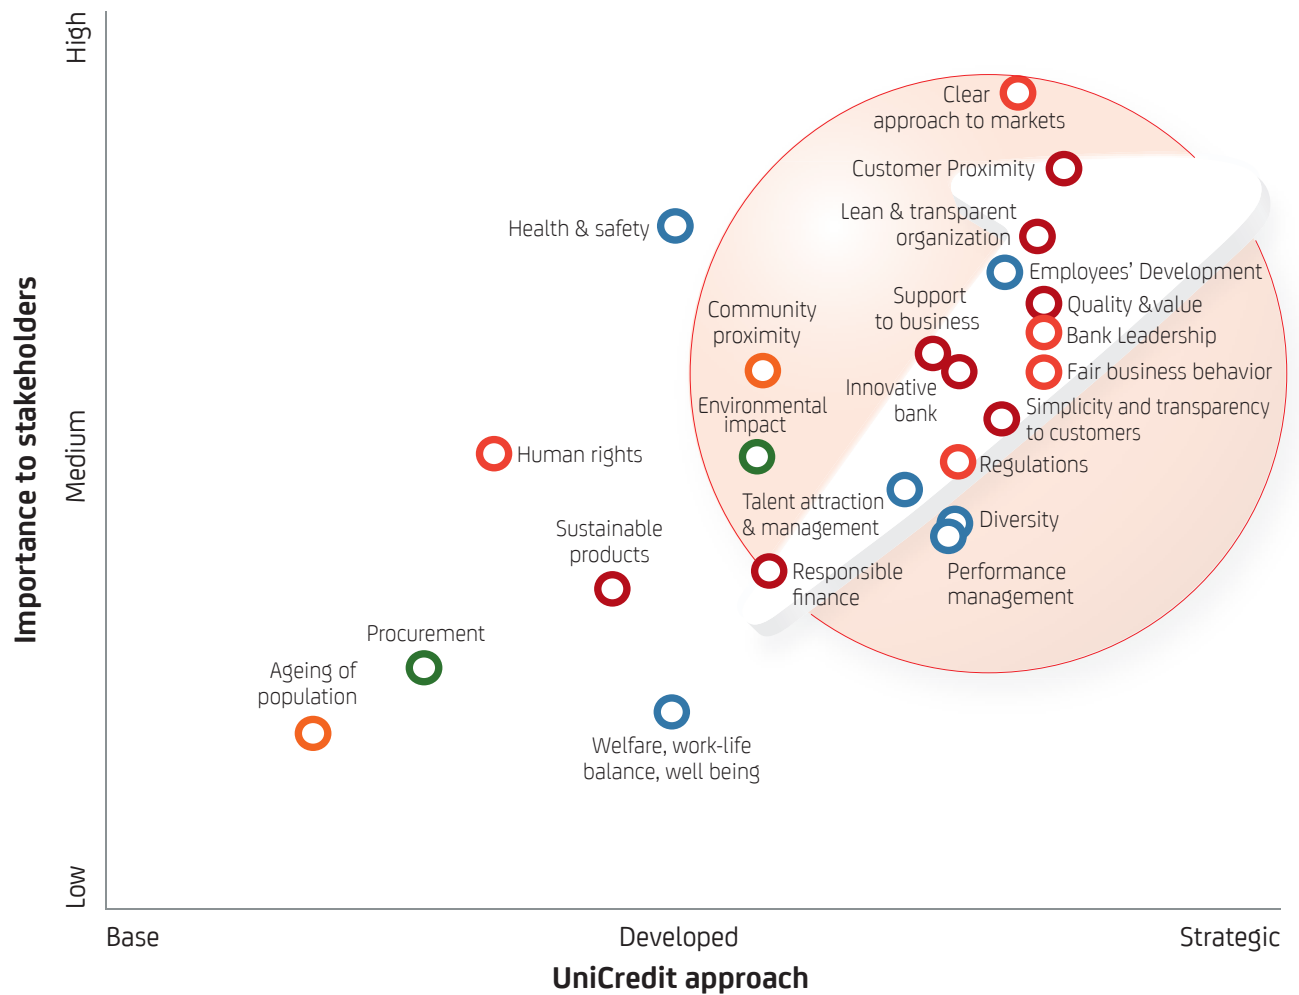 High
Clear
approach to markets
Customer Proximity
Lean & transparent
organization
Health & safety
Employees’ Development
Support
to business
Quality &value
Community
proximity
Bank Leadership
Fair business behavior
Innovative
bank
Environmental
impact
Simplicity and transparency
to customers
Importance to stakeholders
Medium
Human rights
Regulations
Talent attraction
& management
Diversity
Sustainable
products
Responsible
finance
Performance
management
Procurement
Ageing of
population
Welfare, work-life
balance, well being
Low
Base
Developed
Strategic
UniCredit approach